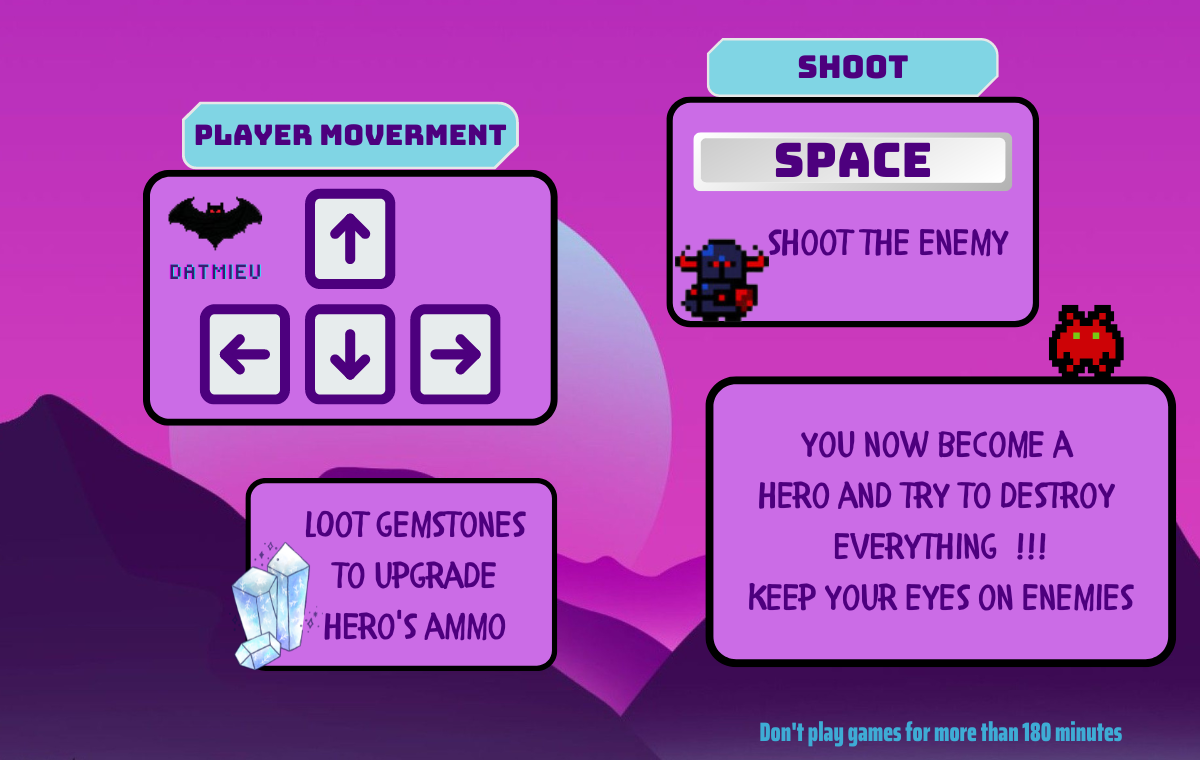 PLAYER MOVERMENT
DATMIEU
LOOT GEMSTONES
TO UPGRADE
HERO'S AMMO
SHOOT
SPACE
SHOOT THE ENEMY
YOU NOW BECOME A
HERO AND TRY TO DESTROY
EVERYTHING !!!
KEEP YOUR EYES ON ENEMIES
Don't play games for more than 180 minutes